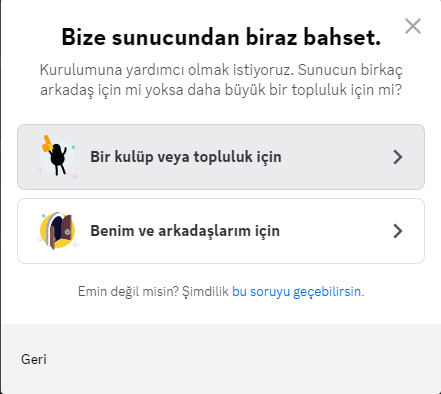 Bize sunucundan biraz bahset.
Kurulumuna yardımcı olmak istiyoruz. Sunucun birkaç
arkadaş için mi yoksa daha büyük bir topluluk için mi?
Bir kulüp veya topluluk için
Benim ve arkadaşlarım için
Emin değil misin? Şimdilik bu soruyu geçebilirsin.
Geri